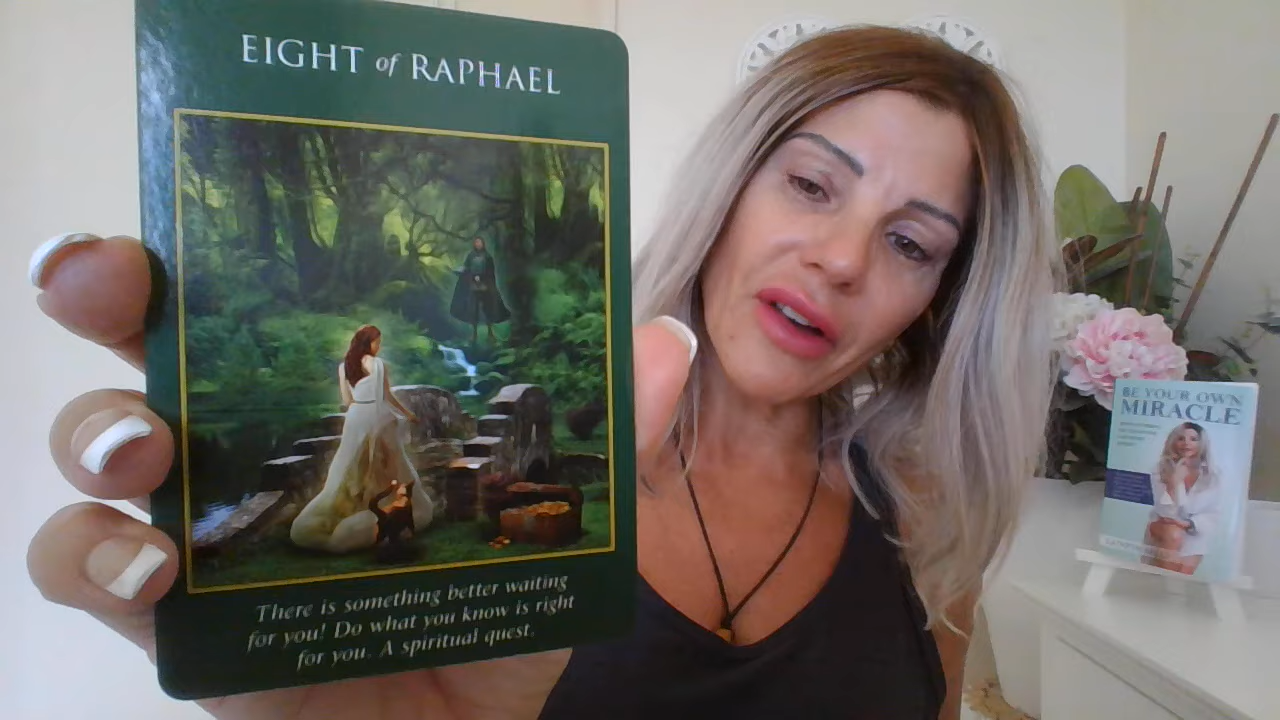 EIGHT of RAPHAEL
There is something better waiting
for you! Do what you know is right
for you. A spiritual quest.
BE YOUR OWN
MIRACLE